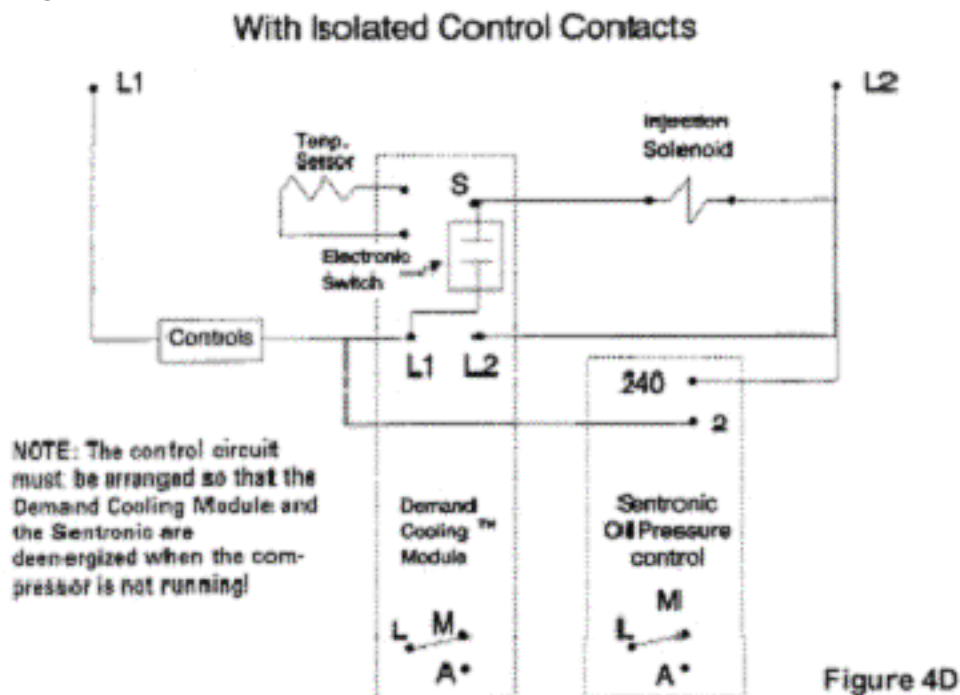 With Isolated Control Contacts
L1
L2
Temp.
Sensor
Injection
Solenoid
S
Electronic
Switch
Controls
L1 L2
240
2
NOTE: The control circuit
must be arranged so that the
Demand Cooling Module and
the Sentronic are
deenergized when the com-
pressor is not running!
Demand
Cooling ™
Module
Sentronic
Oil Pressure
control
L M
A
M
L
A
Figure 4D